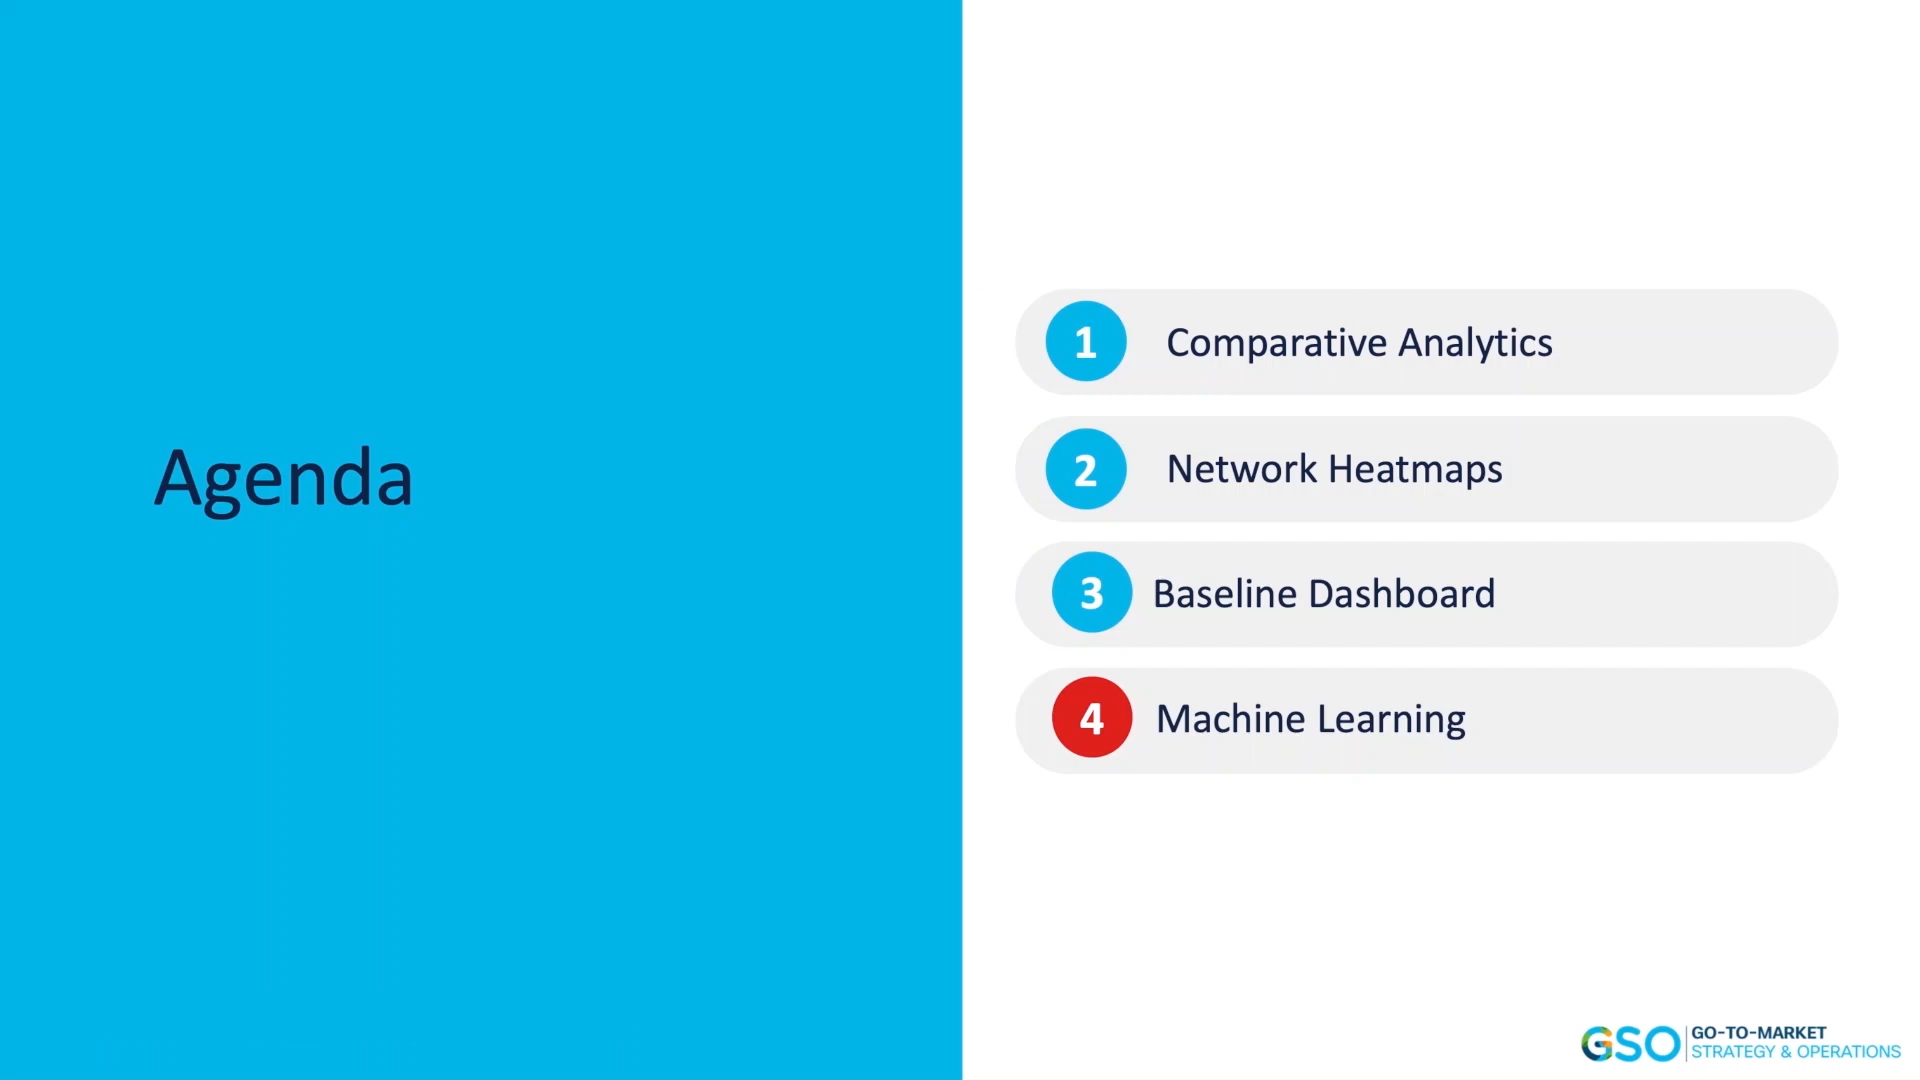 Agenda
1 Comparative Analytics
2 Network Heatmaps
3 Baseline Dashboard
4 Machine Learning
GSO GO-TO-MARKET
STRATEGY & OPERATIONS